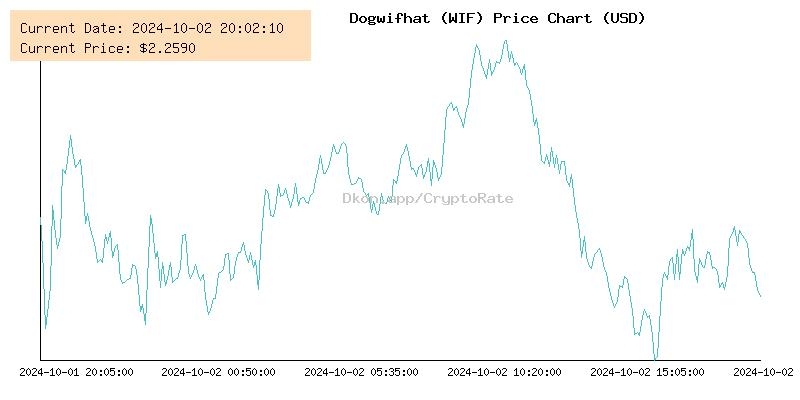 Dogwifhat (WIF) Price Chart (USD)
Current Date: 2024-10-02 20:02:10
Current Price: $2.2590
2024-10-01 20:05:00
2024-10-02 00:50:00
2024-10-02 05:35:00
2024-10-02 10:20:00
2024-10-02 15:05:00
2024-10-02